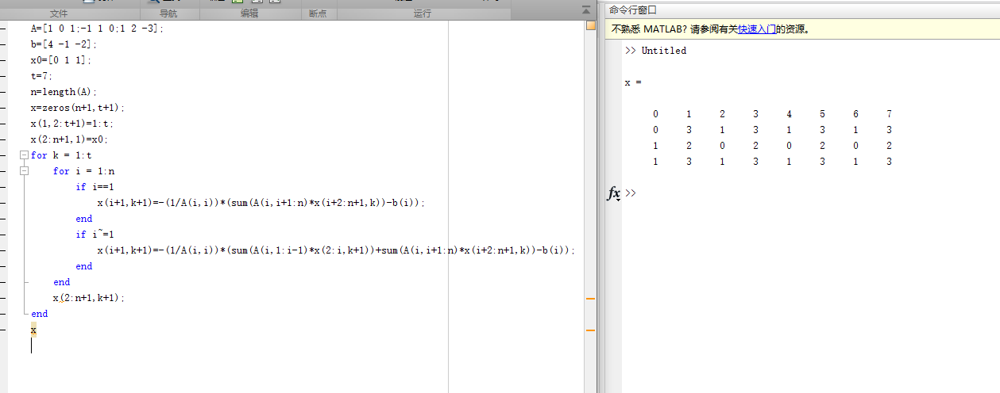 文件 导航 编辑 断点 运行
A=[1 0 1;-1 1 0;1 2 -3];
b=[4 -1 -2];
x0=[0 1 1];
t=7;
n=length(A);
x=zeros(n+1,t+1);
x(1,2:t+1)=1:t;
x(2:n+1,1)=x0;
for k = 1:t
for i = 1:n
if i==1
x(i+1,k+1)=-(1/A(i,i))*(sum(A(i,i+1:n)*x(i+2:n+1,k))-b(i));
end
if i~=1
x(i+1,k+1)=-(1/A(i,i))*(sum(A(i,1:i-1)*x(2:i,k+1))+sum(A(i,i+1:n)*x(i+2:n+1,k))-b(i));
end
end
x(2:n+1,k+1);
end
x
命令行窗口
不熟悉 MATLAB? 请参阅有关快速入门的资源。
>> Untitled
x =
0 1 2 3 4 5 6 7
0 3 1 3 1 3 1 3
1 2 0 2 0 2 0 2
1 3 1 3 1 3 1 3
fx >>